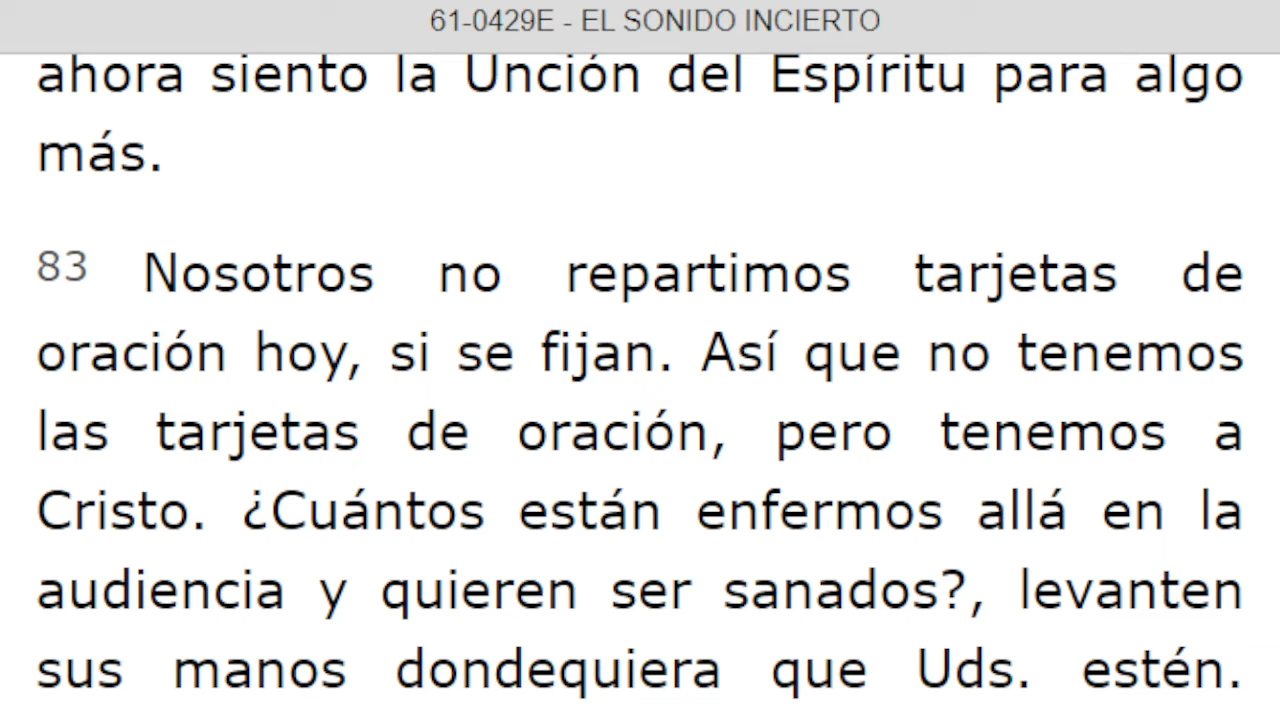 61-0429E - EL SONIDO INCIERTO
ahora siento la Unción del Espíritu para algo
más.
83 Nosotros no repartimos tarjetas de
oración hoy, si se fijan. Así que no tenemos
las tarjetas de oración, pero tenemos a
Cristo. ¿Cuántos están enfermos allá en la
audiencia y quieren ser sanados?, levanten
sus manos dondequiera que Uds. estén.